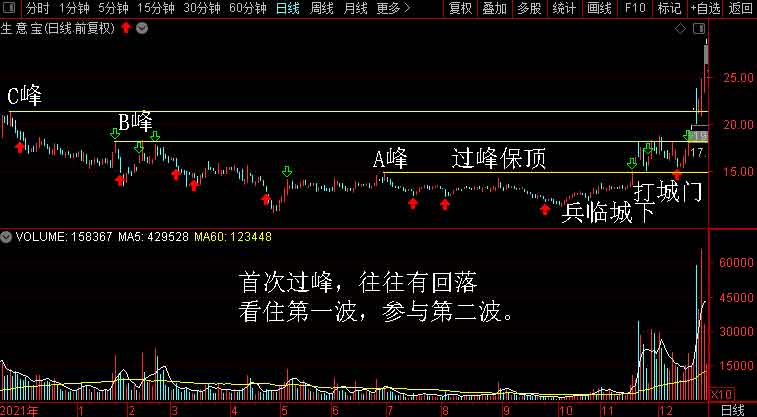 分时 1分钟 5分钟 15分钟 30分钟 60分钟 日线 周线 月线 更多 复权 叠加 多股 统计 画线 F10 标记 +自选 返回
生意宝(日线.前复权)
25.00
C峰
B峰
20.00
19
17.
A峰 过峰保顶
15.00
打城门
兵临城下
VOLUME: 158367 MA5: 429528 MA60: 123448
60000
首次过峰，往往有回落
45000
看住第一波，参与第二波。
30000
15000
X10
2021年 1 2 3 4 5 6 7 8 9 10 11 12 日线